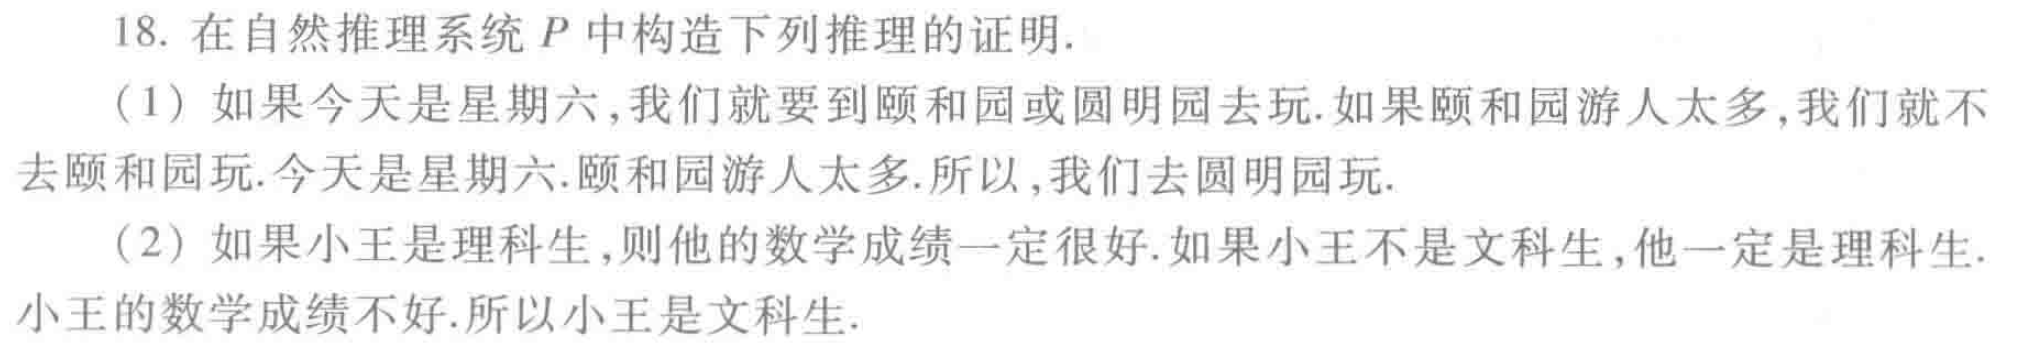 18. 在自然推理系统 P 中构造下列推理的证明.
(1) 如果今天是星期六,我们就要到颐和园或圆明园去玩.如果颐和园游人太多,我们就不
去颐和园玩.今天是星期六.颐和园游人太多.所以,我们去圆明园玩.
(2) 如果小王是理科生,则他的数学成绩一定很好.如果小王不是文科生,他一定是理科生.
小王的数学成绩不好.所以小王是文科生.